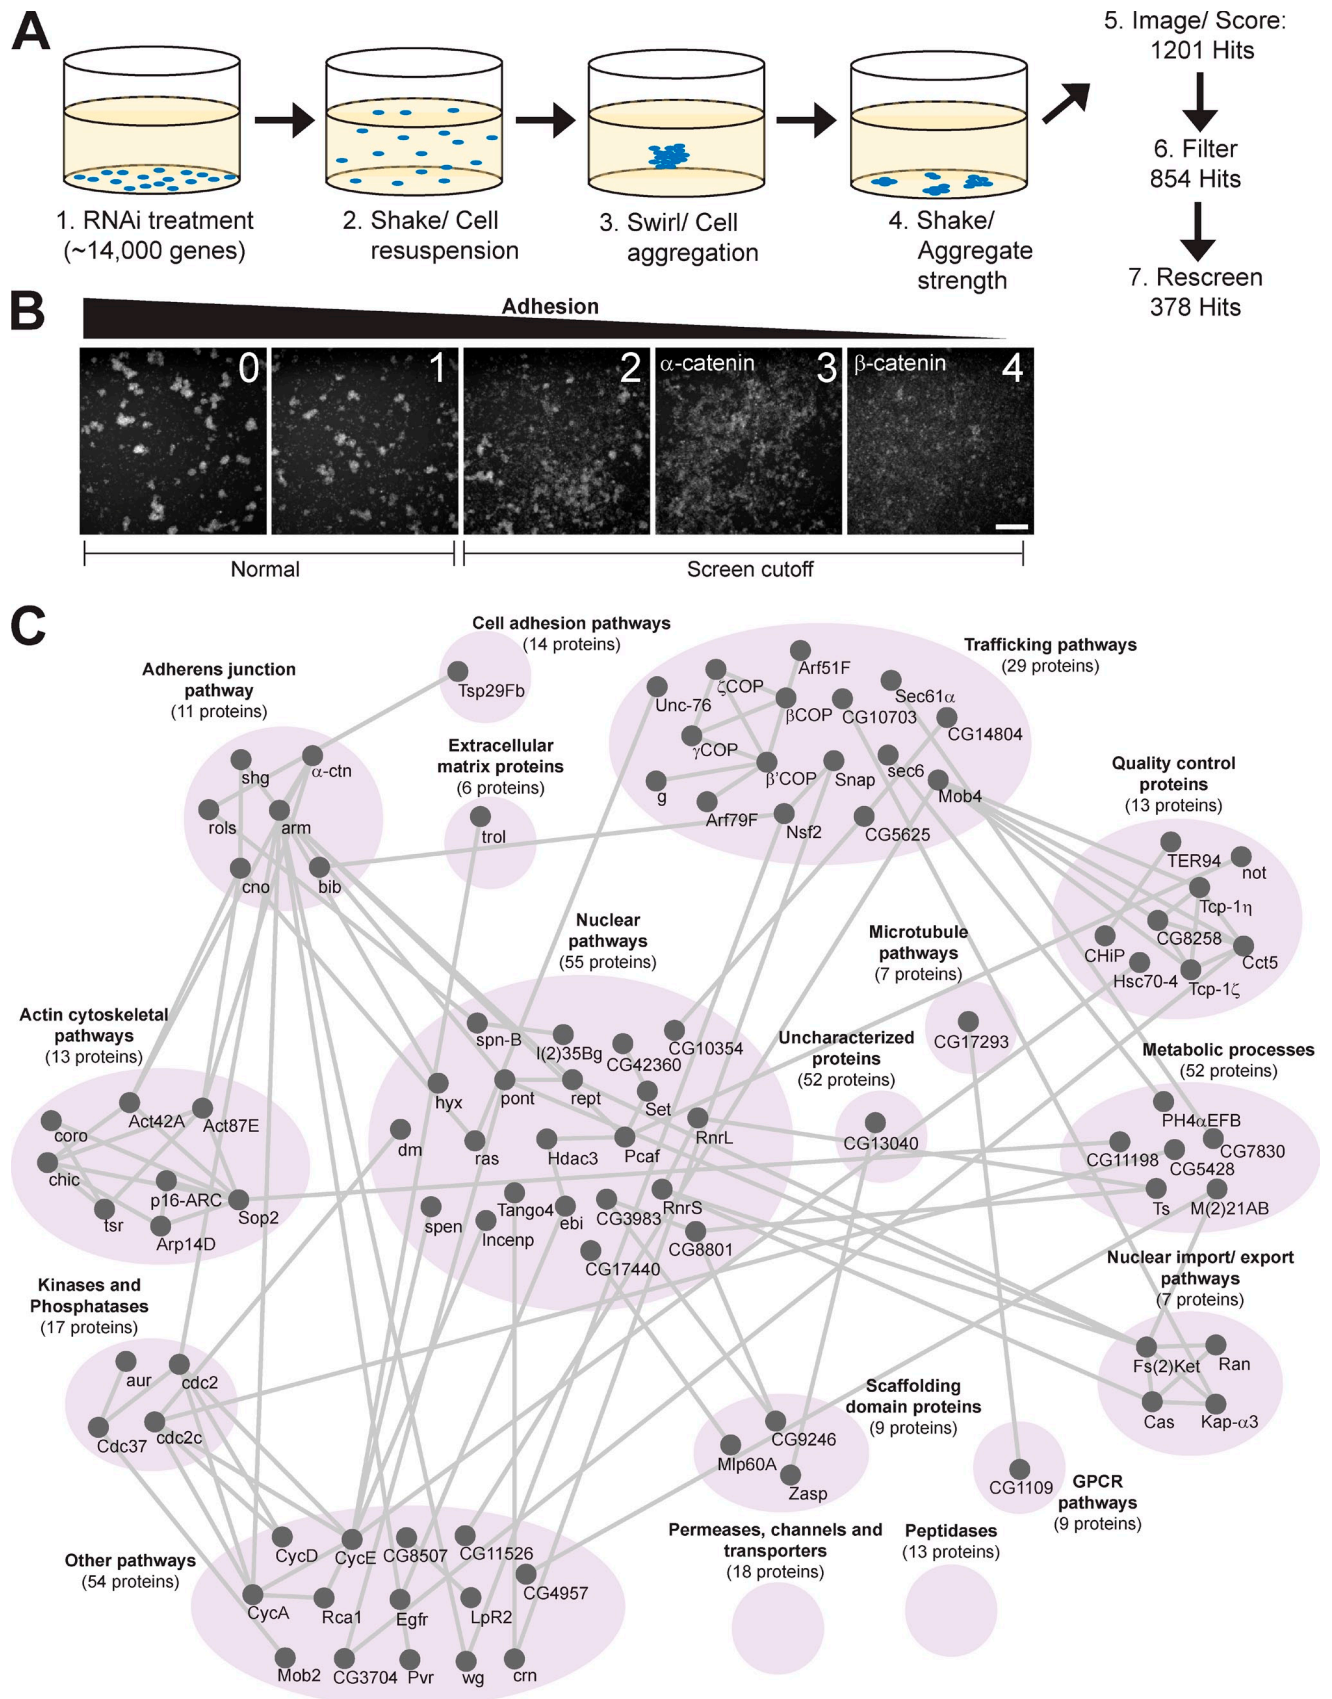 A
1. RNAi treatment
(~14,000 genes)
2. Shake/ Cell
resuspension
3. Swirl/ Cell
aggregation
4. Shake/
Aggregate
strength
5. Image/ Score:
1201 Hits
6. Filter
854 Hits
7. Rescreen
378 Hits
B
Adhesion
0
1
2
α-catenin 3
β-catenin 4
Normal
Screen cutoff
C
Cell adhesion pathways
(14 proteins)
Tsp29Fb
Adherens junction
pathway
(11 proteins)
shg
α-ctn
rols
arm
cno
bib
Extracellular
matrix proteins
(6 proteins)
trol
Trafficking pathways
(29 proteins)
Arf51F
ζCOP
Unc-76
Sec61α
βCOP
CG10703
CG14804
γCOP
β'COP
Snap
sec6
g
Mob4
Arf79F
Nsf2
CG5625
Quality control
proteins
(13 proteins)
TER94
not
Tcp-1η
CG8258
CHiP
Cct5
Hsc70-4
Tcp-1ζ
Nuclear
pathways
(55 proteins)
spn-B
l(2)35Bg
CG42360
CG10354
hyx
pont
rept
Set
RnrL
dm
ras
Hdac3
Pcaf
spen
Tango4
Incenp
ebi
CG3983
RnrS
CG8801
CG17440
Microtubule
pathways
(7 proteins)
CG17293
Uncharacterized
proteins
(52 proteins)
CG13040
Metabolic processes
(52 proteins)
PH4αEFB
CG11198
CG5428
CG7830
Ts
M(2)21AB
Actin cytoskeletal
pathways
(13 proteins)
coro
Act42A
Act87E
chic
p16-ARC
tsr
Sop2
Arp14D
Nuclear import/ export
pathways
(7 proteins)
Fs(2)Ket
Ran
Cas
Kap-α3
Kinases and
Phosphatases
(17 proteins)
aur
cdc2
Cdc37
cdc2c
Scaffolding
domain proteins
(9 proteins)
CG9246
Mlp60A
Zasp
CG1109
GPCR
pathways
(9 proteins)
Other pathways
(54 proteins)
CycD
CycE
CG8507
CG11526
CG4957
CycA
Rca1
Egfr
LpR2
Mob2
CG3704
Pvr
wg
crn
Permeases, channels and
transporters
(18 proteins)
Peptidases
(13 proteins)